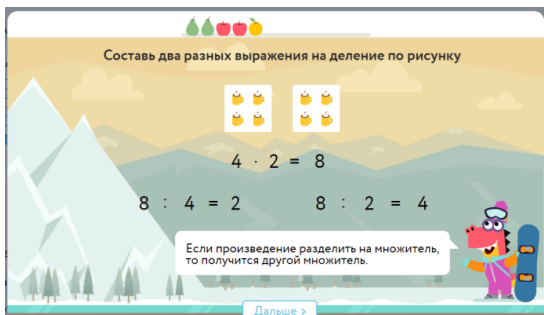 Составь два разных выражения на деление по рисунку
4 · 2 = 8
8 : 4 = 2 8 : 2 = 4
Если произведение разделить на множитель,
то получится другой множитель.
Дальше >